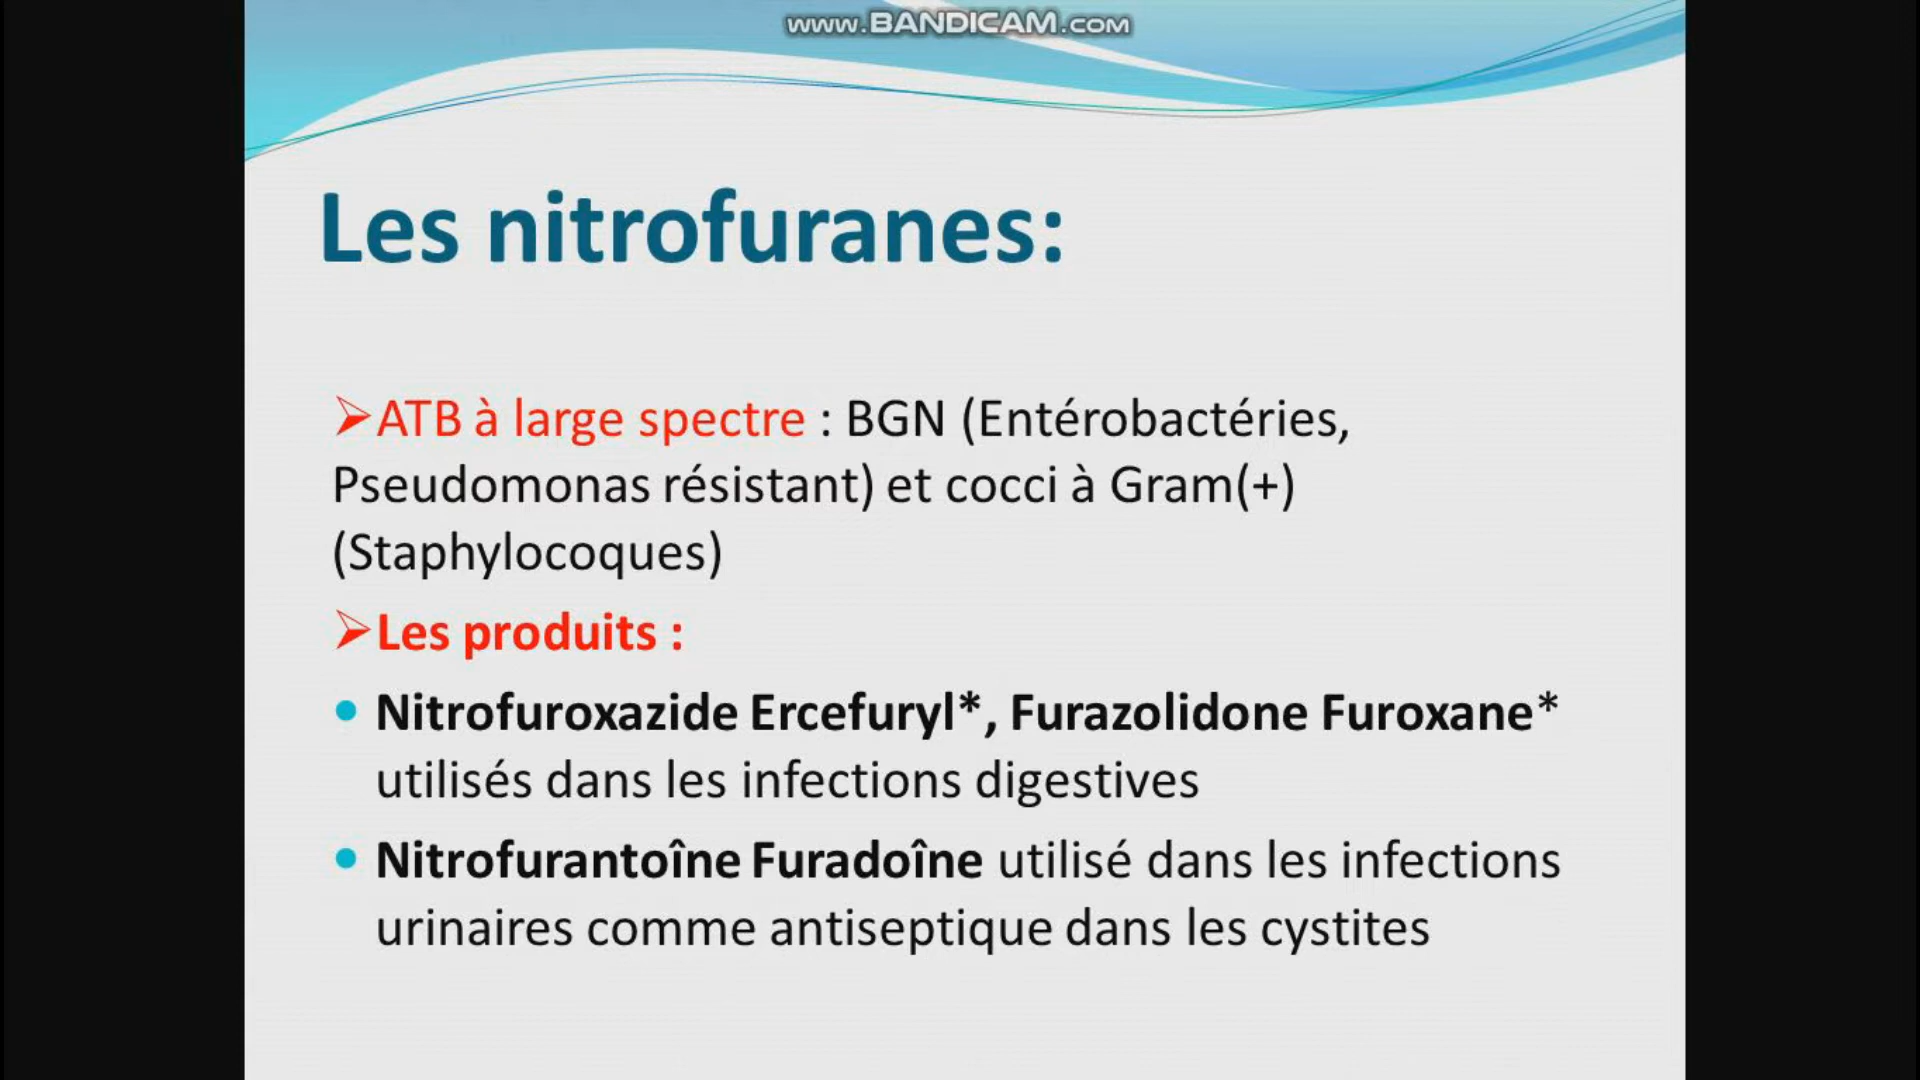 www.BANDICAM.com
Les nitrofuranes:
➢ATB à large spectre : BGN (Entérobactéries,
Pseudomonas résistant) et cocci à Gram(+)
(Staphylocoques)
➢Les produits :
• Nitrofuroxazide Ercefuryl*, Furazolidone Furoxane*
utilisés dans les infections digestives
• Nitrofurantoîne Furadoîne utilisé dans les infections
urinaires comme antiseptique dans les cystites